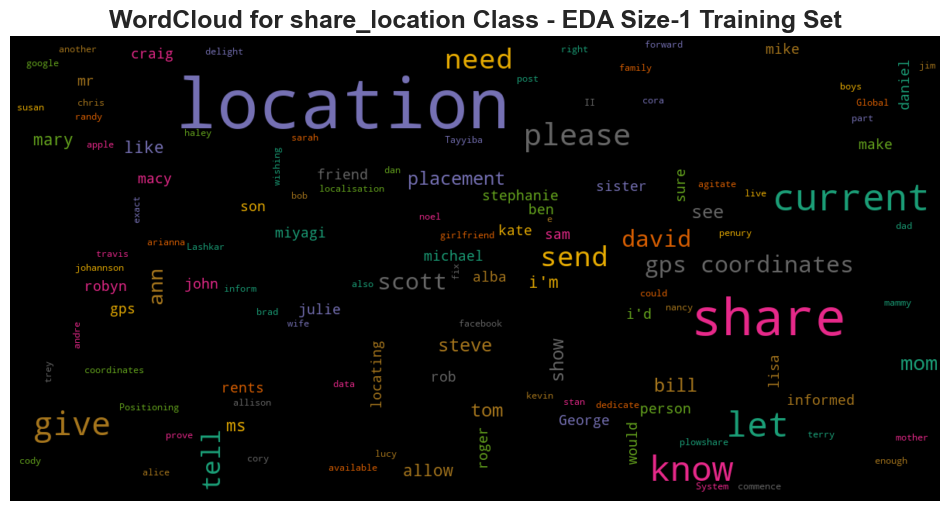 WordCloud for share_location Class - EDA Size-1 Training Set
another
craig
delight
need
right
forward
mike
google
family
mr
location
post
daniel
jim
boys
susan
chris
randy
II
cora
Global
part
mary
apple
like
haley
sarah
Tayyiba
please
make
wishing
macy
friend
dan
placement
localisation
sister
sure
agitate
live
current
exact
son
bob
stephanie
ben
see
noel
e
penury
dad
arianna
Lashkar
miyagi
girlfriend
kate
sam
david
travis
johannson
michael
fix
send
gps coordinates
robyn
ann
john
inform
also
scott
alba
i'm
could
nancy
mammy
gps
brad
julie
wife
facebook
i'd
share
andre
trey
coordinates
steve
show
locating
rob
lisa
mom
rents
data
bill
allison
kevin
stan
dedicate
person
informed
Positioning
give
ms
tom
George
let
prove
tell
roger
would
plowshare
terry
mother
cody
alice
cory
lucy
available
allow
know
enough
System
commence